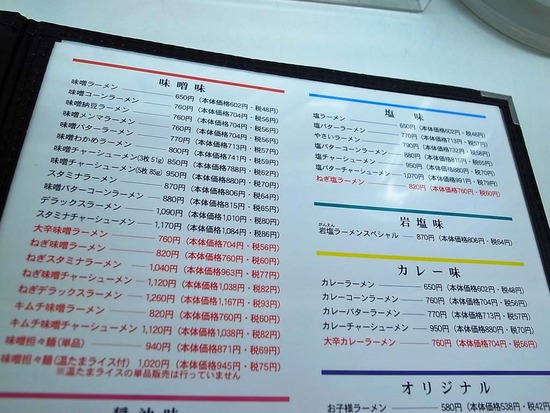 味噌味
味噌ラーメン 650円(本体価格602円・税48円)
味噌コーンラーメン 760円(本体価格704円・税56円)
味噌納豆ラーメン 760円(本体価格704円・税56円)
味噌メンマラーメン 760円(本体価格704円・税56円)
味噌バターラーメン 770円(本体価格713円・税57円)
味噌わかめラーメン 800円(本体価格741円・税59円)
味噌チャーシューメン(5枚51g) 850円(本体価格788円・税62円)
味噌チャーシューメン(5枚85g) 950円(本体価格880円・税70円)
スタミナラーメン 870円(本体価格806円・税64円)
味噌バターコーンラーメン 880円(本体価格815円・税65円)
デラックスラーメン 1,090円(本体価格1,010円・税80円)
スタミナチャーシューメン 1,170円(本体価格1,084円・税86円)
大辛味噌ラーメン 760円(本体価格704円・税56円)
ねぎ味噌ラーメン 820円(本体価格760円・税60円)
ねぎスタミナラーメン 1,040円(本体価格963円・税77円)
ねぎ味噌チャーシューメン 1,120円(本体価格1,038円・税82円)
ねぎデラックスラーメン 1,260円(本体価格1,167円・税93円)
キムチ味噌ラーメン 820円(本体価格760円・税60円)
キムチ味噌チャーシューメン 1,120円(本体価格1,038円・税82円)
味噌担々麺(単品) 940円(本体価格871円・税69円)
味噌担々麺(温たまライス付) 1,020円(本体価格945円・税75円)
※温たまライスの単品販売は行っていません
醤油味
塩味
塩ラーメン 650円(本体価格602円・税48円)
やさいラーメン 770円(本体価格713円・税57円)
塩バターラーメン 790円(本体価格732円・税58円)
塩チャーシューメン 880円(本体価格815円・税65円)
塩バターチャーシューメン 950円(本体価格880円・税70円)
1,070円(本体価格991円・税79円)
ねぎ塩ラーメン 820円(本体価格760円・税60円)
岩塩味
がんえん
岩塩ラーメンスペシャル 870円(本体価格806円・税64円)
カレー味
カレーラーメン 650円(本体価格602円・税48円)
カレーコーンラーメン 760円(本体価格704円・税56円)
カレーバターラーメン 770円(本体価格713円・税57円)
カレーチャーシューメン 950円(本体価格880円・税70円)
大辛カレーラーメン 760円(本体価格704円・税56円)
オリジナル
お子様ラーメン 580円(本体価格538円・税42円)